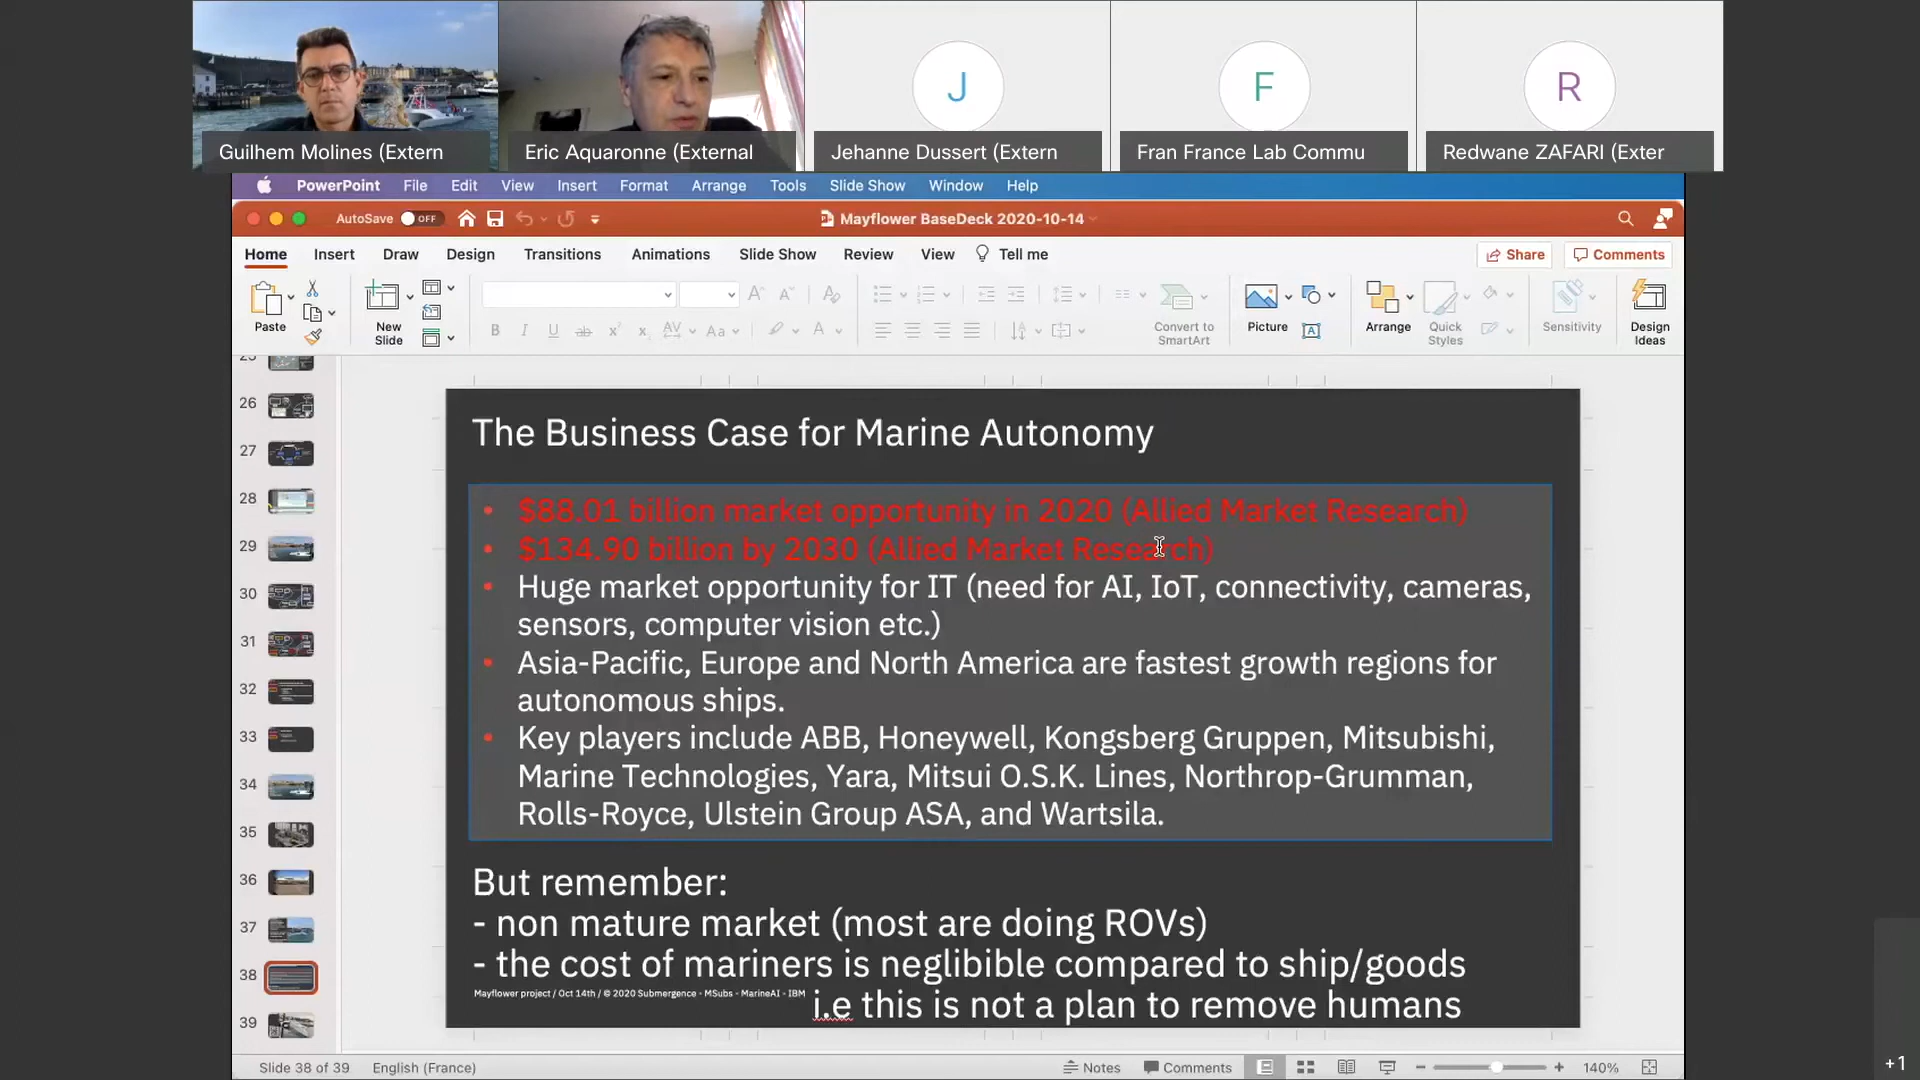 Guilhem Molines (Extern
Eric Aquaronne (External
J
Jehanne Dussert (Extern
F
Fran France Lab Commu
R
Redwane ZAFARI (Exter
PowerPoint File Edit View Insert Format Arrange Tools Slide Show Window Help
AutoSave OFF
Mayflower BaseDeck 2020-10-14
Home Insert Draw Design Transitions Animations Slide Show Review View Tell me
Share Comments
Paste
New
Slide
Convert to
SmartArt
Picture
Arrange
Quick
Styles
Sensitivity
Design
Ideas
25
26
27
28
29
30
31
32
33
34
35
36
37
38
39
The Business Case for Marine Autonomy
• $88.01 billion market opportunity in 2020 (Allied Market Research)
• $134.90 billion by 2030 (Allied Market Research)
• Huge market opportunity for IT (need for AI, IoT, connectivity, cameras,
sensors, computer vision etc.)
• Asia-Pacific, Europe and North America are fastest growth regions for
autonomous ships.
• Key players include ABB, Honeywell, Kongsberg Gruppen, Mitsubishi,
Marine Technologies, Yara, Mitsui O.S.K. Lines, Northrop-Grumman,
Rolls-Royce, Ulstein Group ASA, and Wartsila.
But remember:
- non mature market (most are doing ROVs)
- the cost of mariners is neglibible compared to ship/goods
Mayflower project / Oct 14th / © 2020 Submergence - MSubs - MarineAI - IBM
i.e this is not a plan to remove humans
Slide 38 of 39 English (France)
Notes Comments 140%
+1